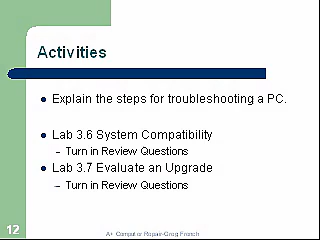 Activities
Explain the steps for troubleshooting a PC.
Lab 3.6 System Compatibility
– Turn in Review Questions
Lab 3.7 Evaluate an Upgrade
– Turn in Review Questions
12
A+ Computer Repair-Greg French